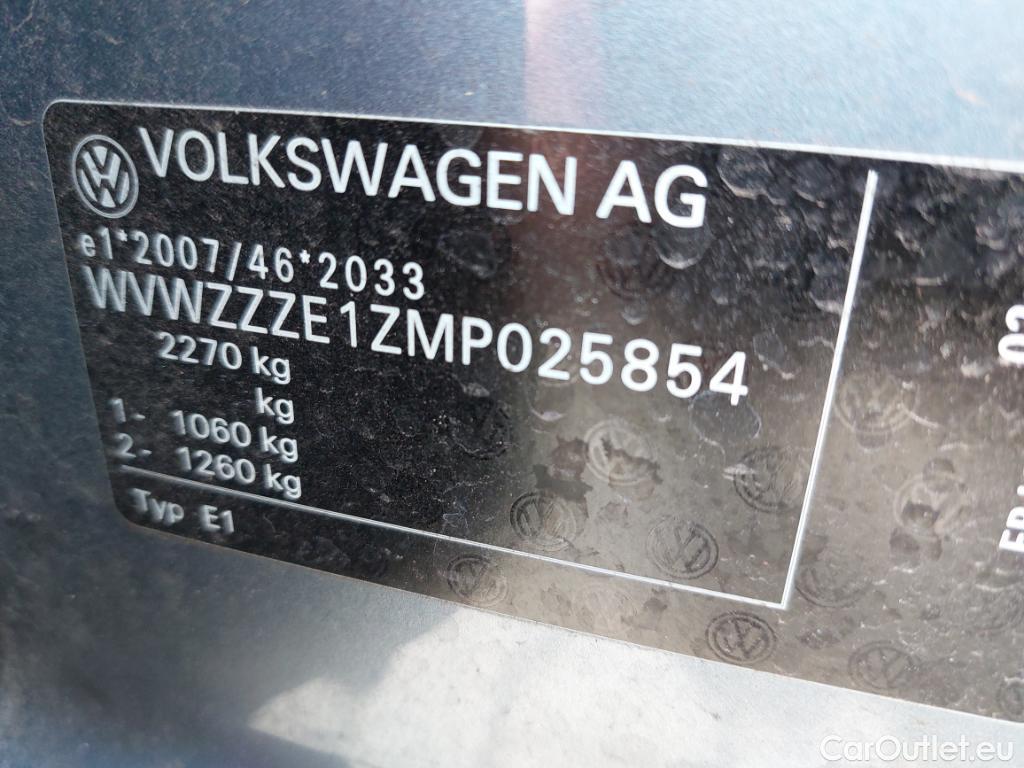 VOLKSWAGEN AG
e1*2007/46*2033
WVWZZZE1ZMP025854
2270 kg
kg
1- 1060 kg
2- 1260 kg
Typ E1
CarOutlet.eu